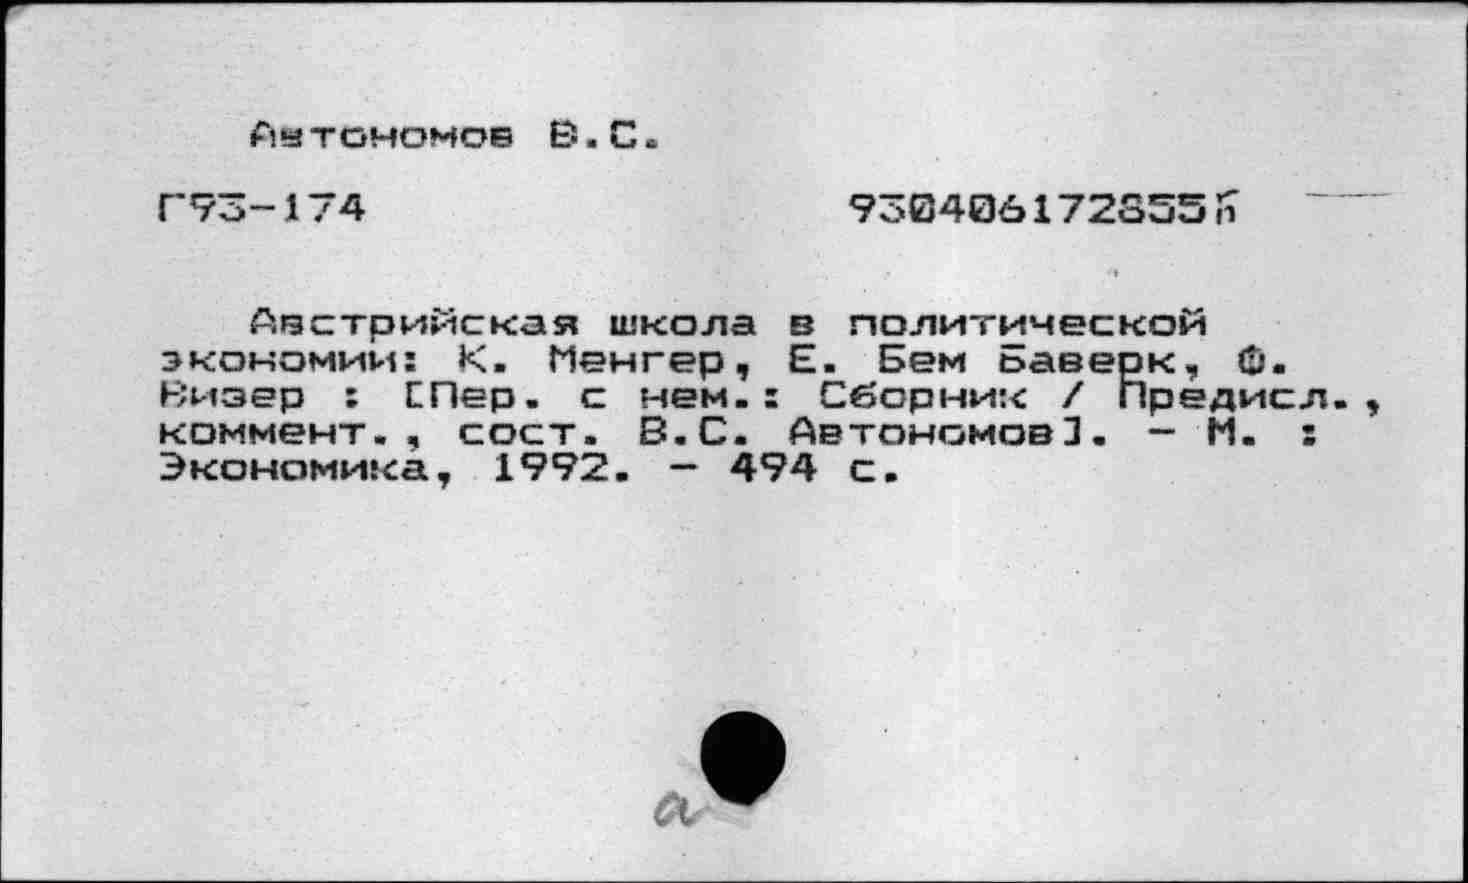 Автономов В.С.
Г93-174 930406172855й
Австрийская школа в политической
экономии: К. Менгер, Е. Бем Баверк, Ф.
Визер : [Пер. с нем.: Сборник / Предисл.,
коммент., сост. В.С. Автономов]. - М. :
Экономика, 1992. - 494 с.
а